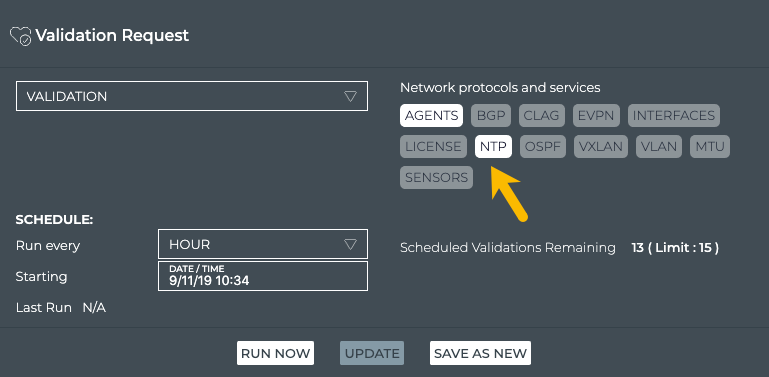 Validation Request
VALIDATION
Network protocols and services
AGENTS BGP CLAG EVPN INTERFACES
LICENSE NTP OSPF VXLAN VLAN MTU
SENSORS
SCHEDULE:
Run every HOUR
Starting DATE / TIME
9/11/19 10:34
Last Run N/A
Scheduled Validations Remaining 13 ( Limit : 15 )
RUN NOW UPDATE SAVE AS NEW